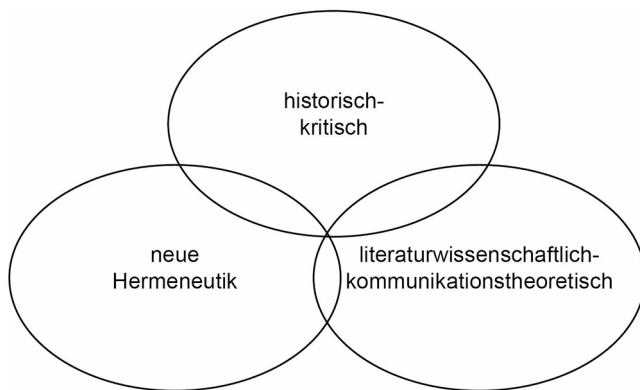 historisch-
kritisch
neue
Hermeneutik
literaturwissenschaftlich-
kommunikationstheoretisch